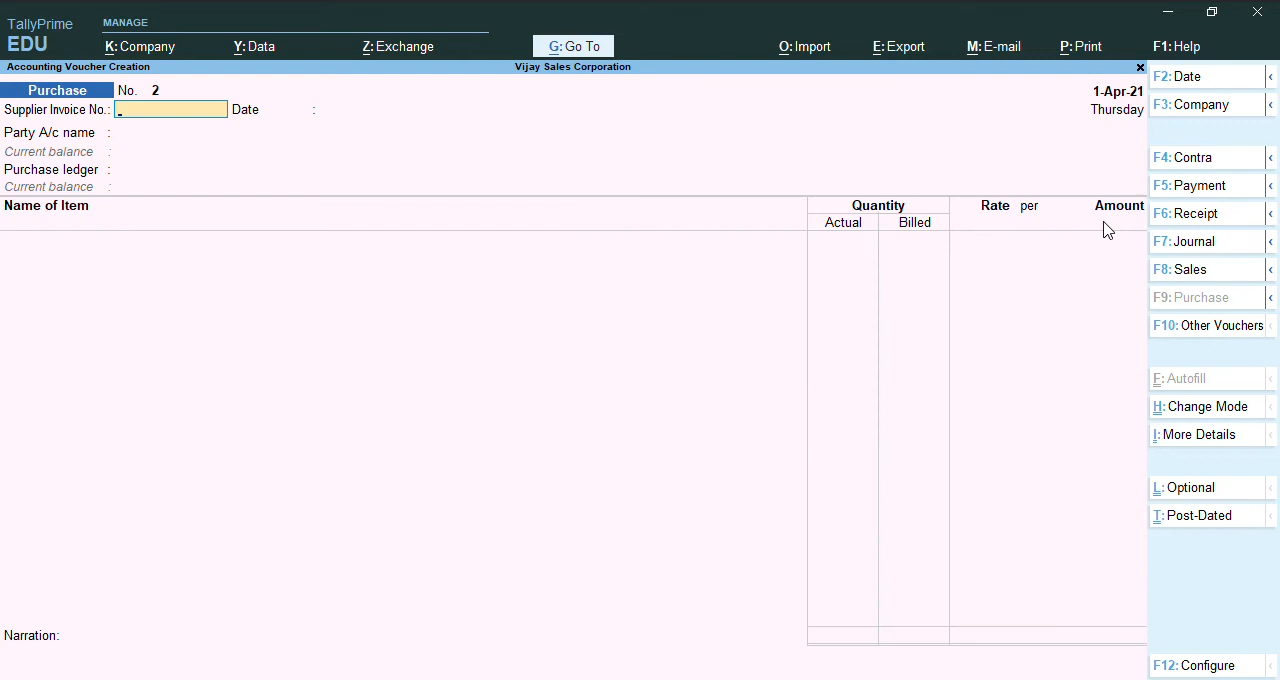 TallyPrime
EDU
MANAGE
K: Company Y: Data Z: Exchange G: Go To O: Import E: Export M: E-mail P: Print F1: Help
Accounting Voucher Creation Vijay Sales Corporation ×
Purchase No. 2 1-Apr-21
Supplier Invoice No.: Date : Thursday
Party A/c name :
Current balance :
Purchase ledger :
Current balance :
Name of Item Quantity Rate per Amount
Actual Billed
Narration:
F2: Date ‹
F3: Company ‹
F4: Contra ‹
F5: Payment ‹
F6: Receipt ‹
F7: Journal ‹
F8: Sales ‹
F9: Purchase ‹
F10: Other Vouchers ‹
F: Autofill ‹
H: Change Mode ‹
I: More Details ‹
L: Optional ‹
T: Post-Dated ‹
F12: Configure ‹